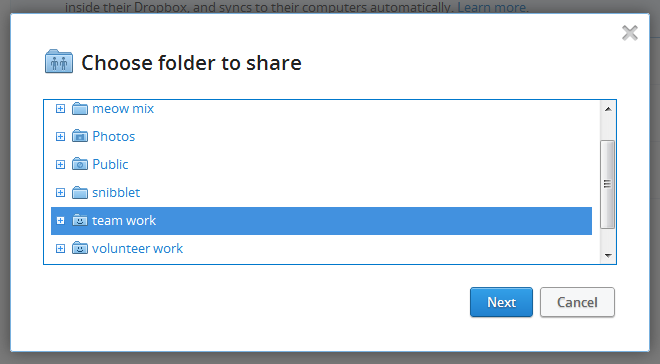 inside their Dropbox, and syncs to their computers automatically. Learn more.
Choose folder to share
meow mix
Photos
Public
snibblet
team work
volunteer work
Next
Cancel